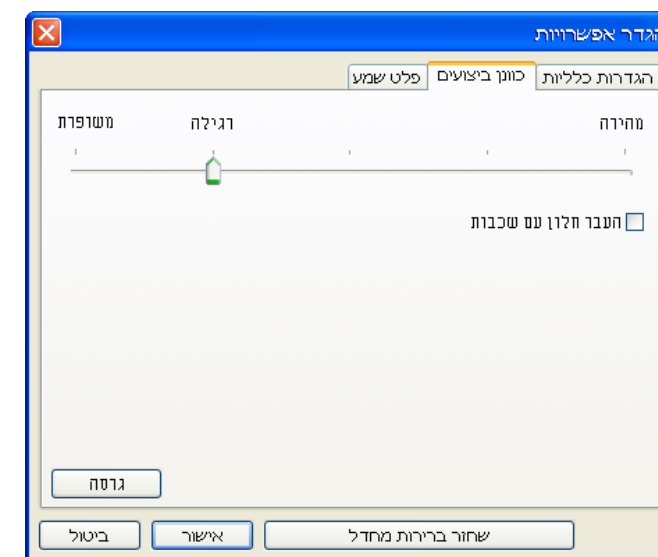 הגדר אפשרויות
הגדרות כלליות כוונן ביצועים פלט שמע
מהירה רגילה משופרת
העבר חלון עם שכבות
גרסה
שחזר ברירות מחדל אישור ביטול